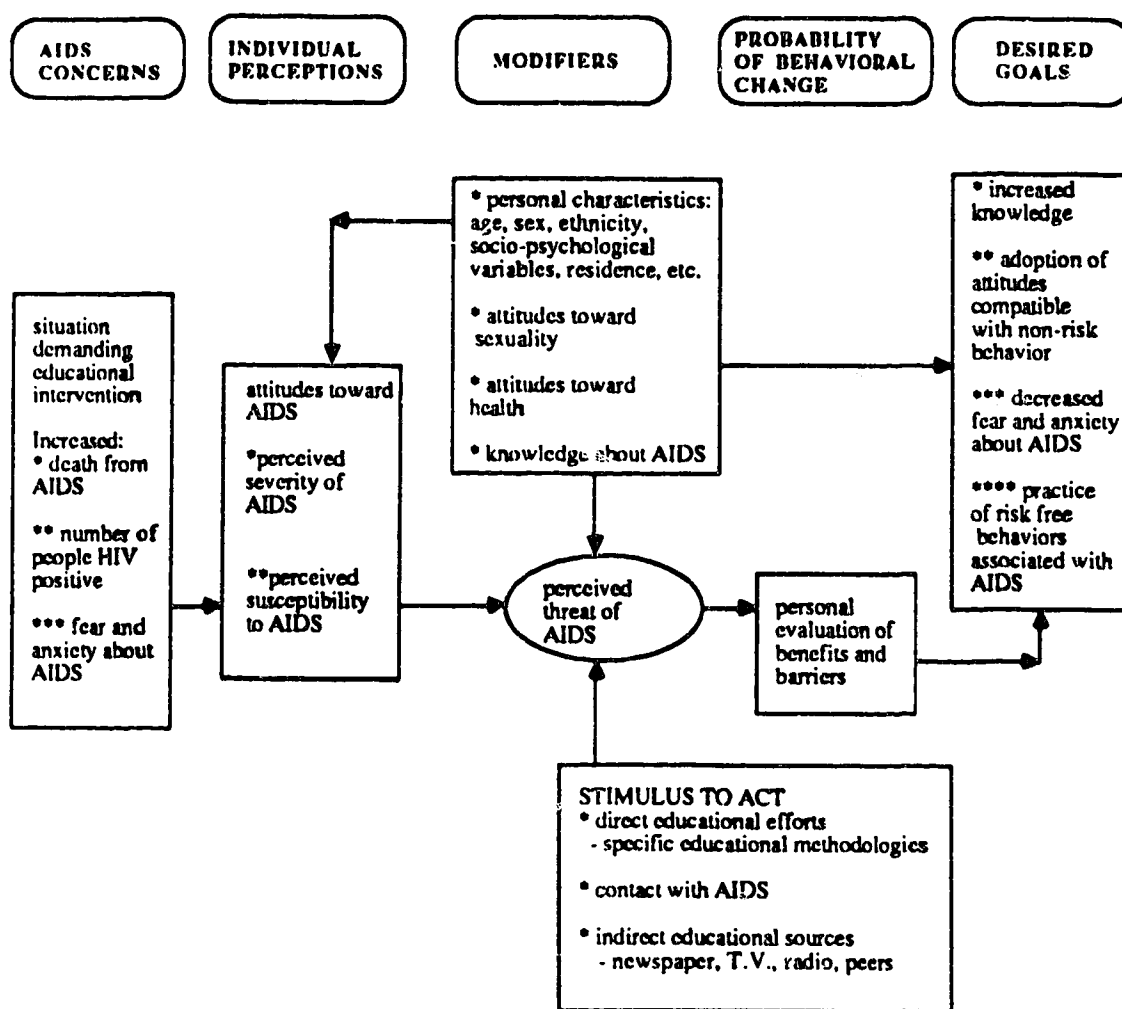 AIDS
CONCERNS
INDIVIDUAL
PERCEPTIONS
MODIFIERS
PROBABILITY
OF BEHAVIORAL
CHANGE
DESIRED
GOALS
situation
demanding
educational
intervention
Increased:
* death from
AIDS
** number of
people HIV
positive
*** fear and
anxiety about
AIDS
attitudes toward
AIDS
*perceived
severity of
AIDS
**perceived
susceptibility
to AIDS
* personal characteristics:
age, sex, ethnicity,
socio-psychological
variables, residence, etc.
* attitudes toward
sexuality
* attitudes toward
health
* knowledge about AIDS
perceived
threat of
AIDS
STIMULUS TO ACT
* direct educational efforts
- specific educational methodologies
* contact with AIDS
* indirect educational sources
- newspaper, T.V., radio, peers
personal
evaluation of
benefits and
barriers
* increased
knowledge
** adoption of
attitudes
compatible
with non-risk
behavior
*** decreased
fear and anxiety
about AIDS
**** practice
of risk free
behaviors
associated with
AIDS